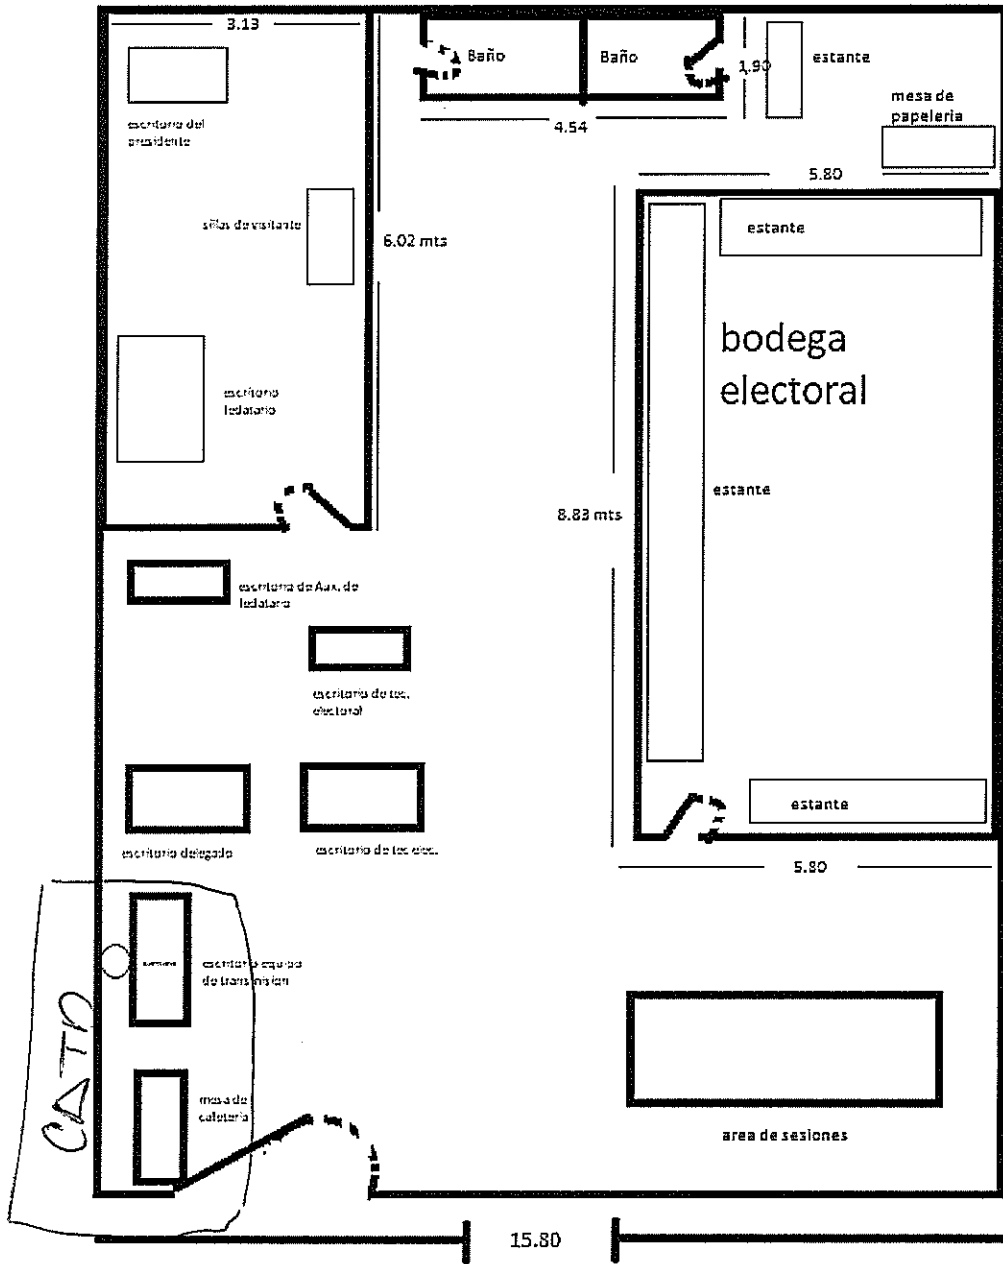 3.13
Baño
Baño
1.90
estante
mesa de
papeleria
4.54
5.80
escritorio del
presidente
sillas de visitante
6.02 mts
estante
bodega
electoral
escritorio
estante
8.83 mts
escritorio de Aux. de
escritorio de tec.
electoral
escritorio delegado
escritorio de tec elec.
estante
5.80
escritorio equipo
de transmision
CATD
mesa de
cafeteria
area de sesiones
15.80